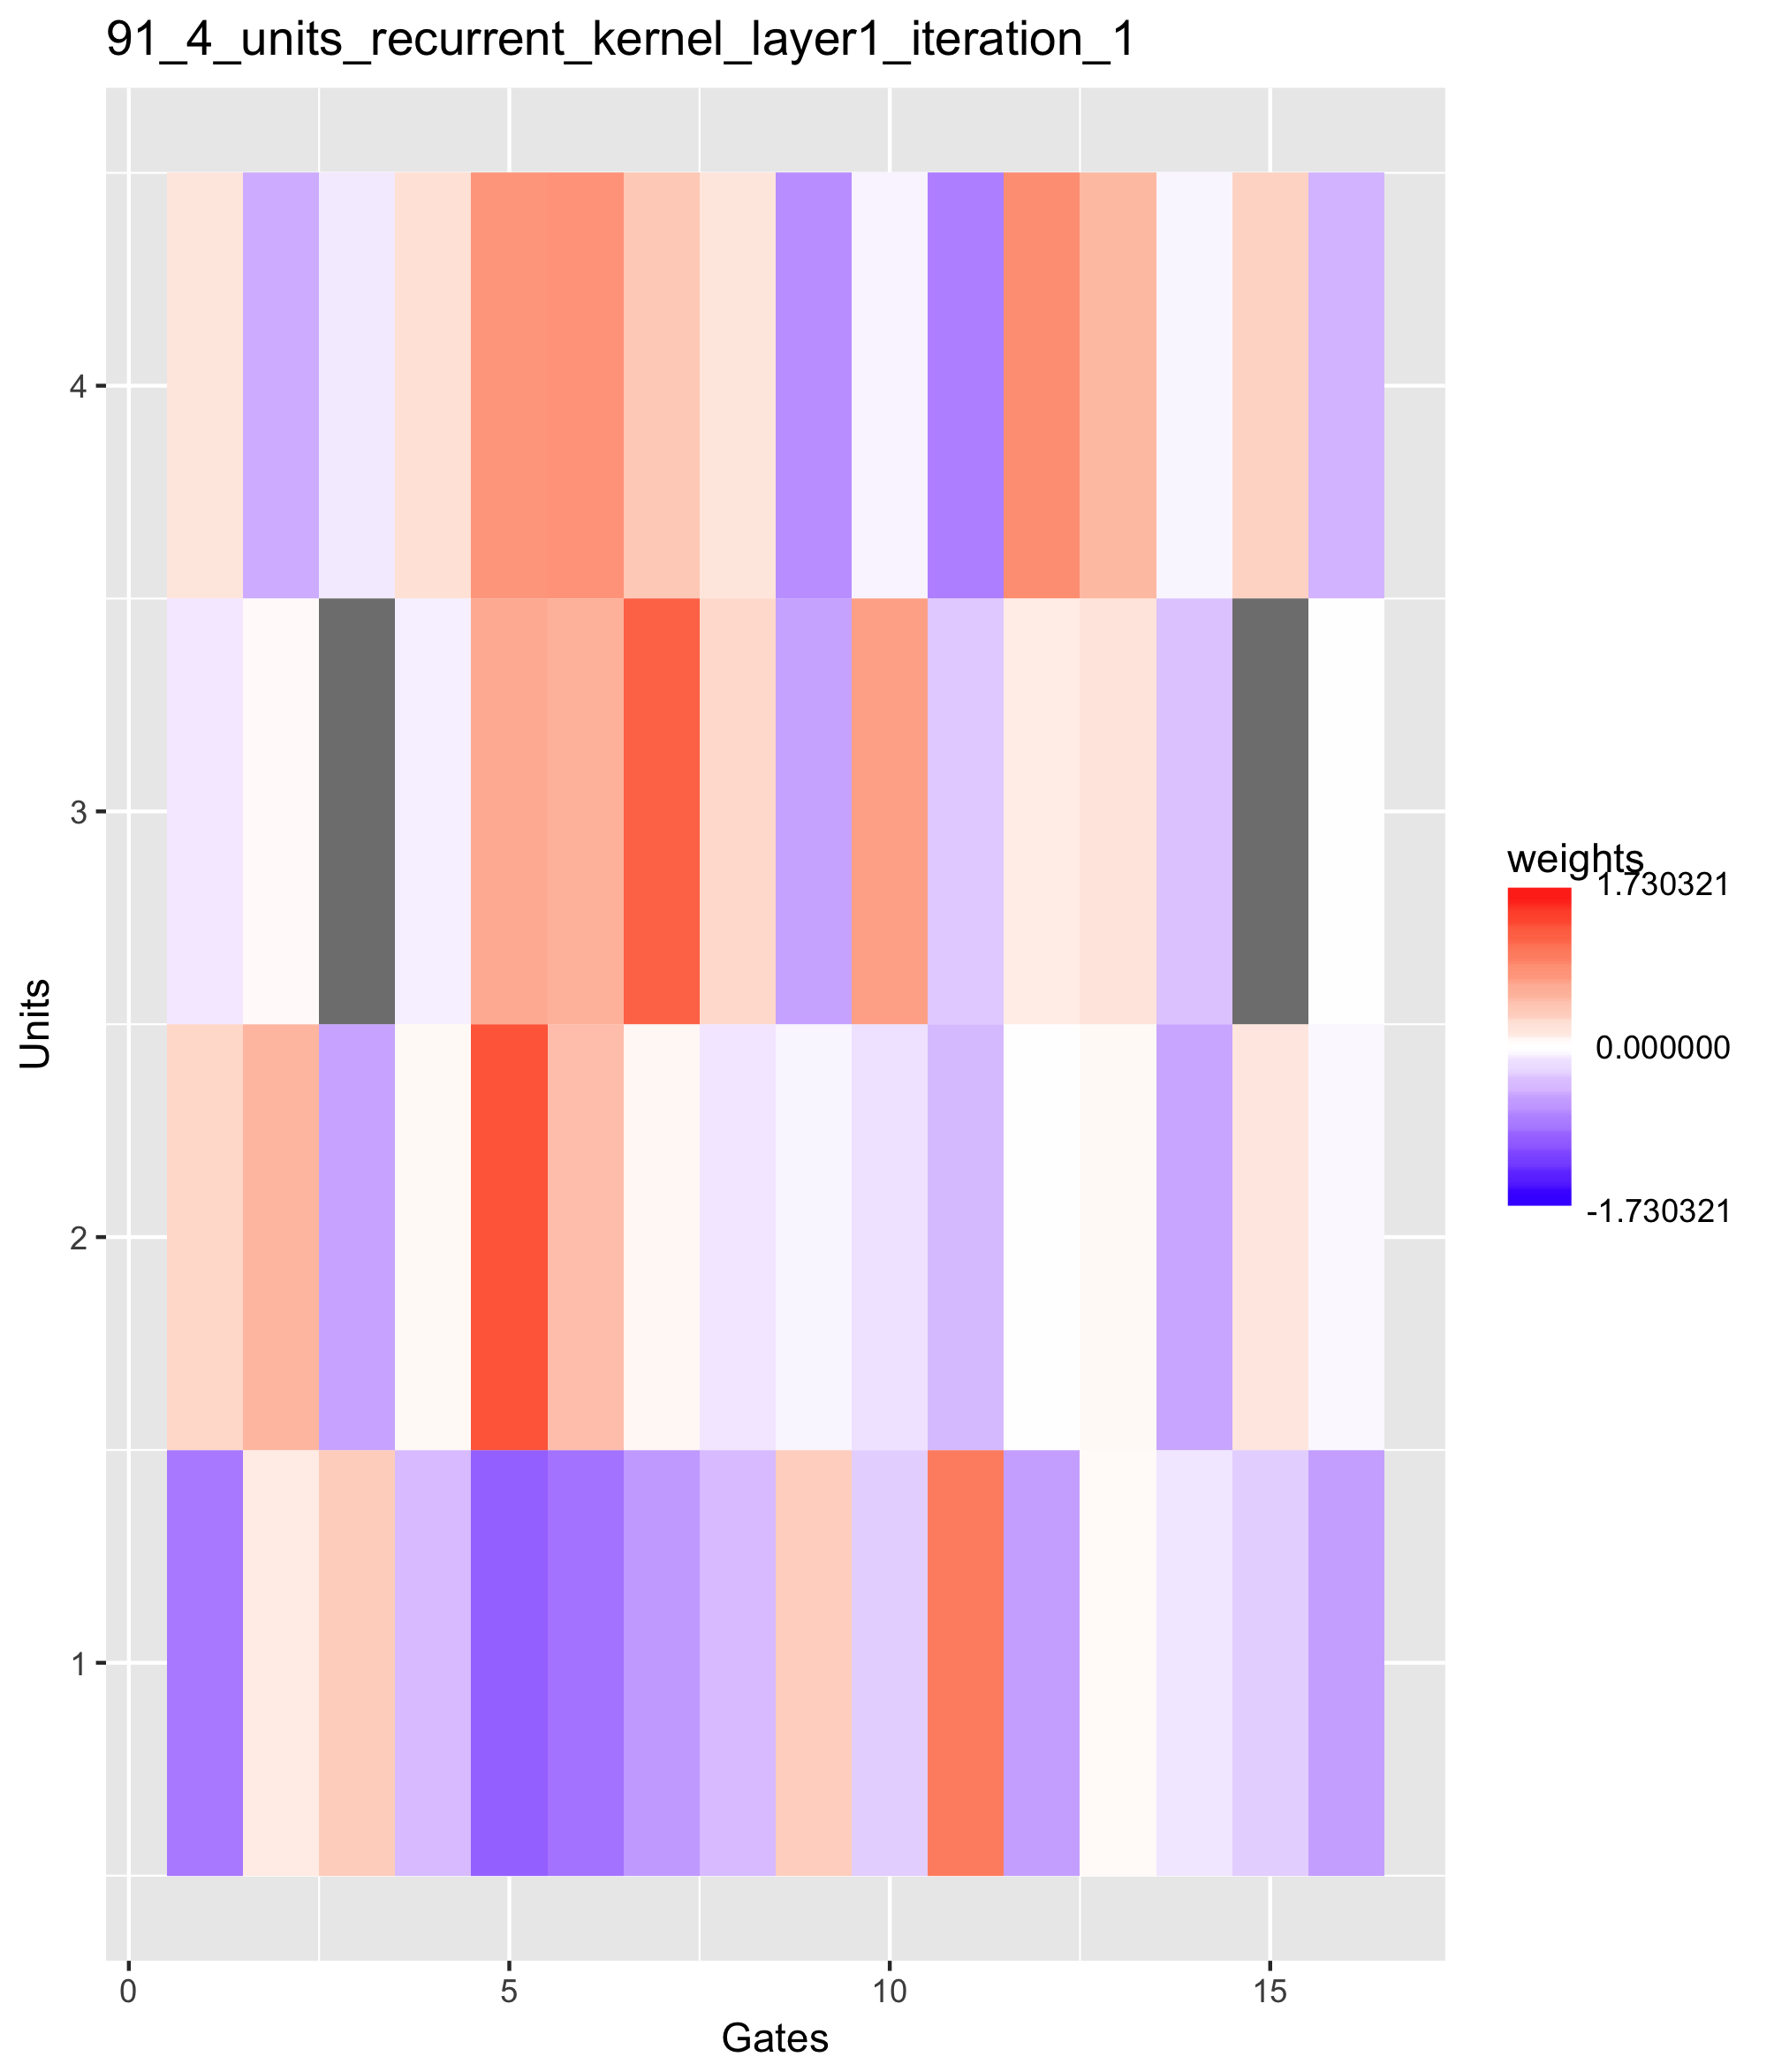 91_4_units_recurrent_kernel_layer1_iteration_1
4
3
2
1
Units
0
5
10
15
Gates
weights
1.730321
0.000000
-1.730321